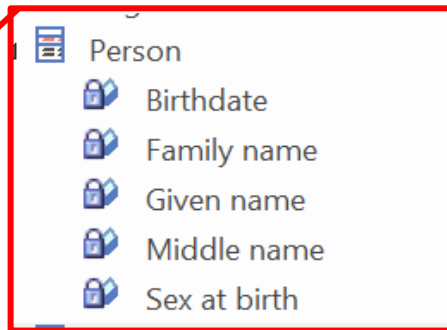 Person
Birthdate
Family name
Given name
Middle name
Sex at birth